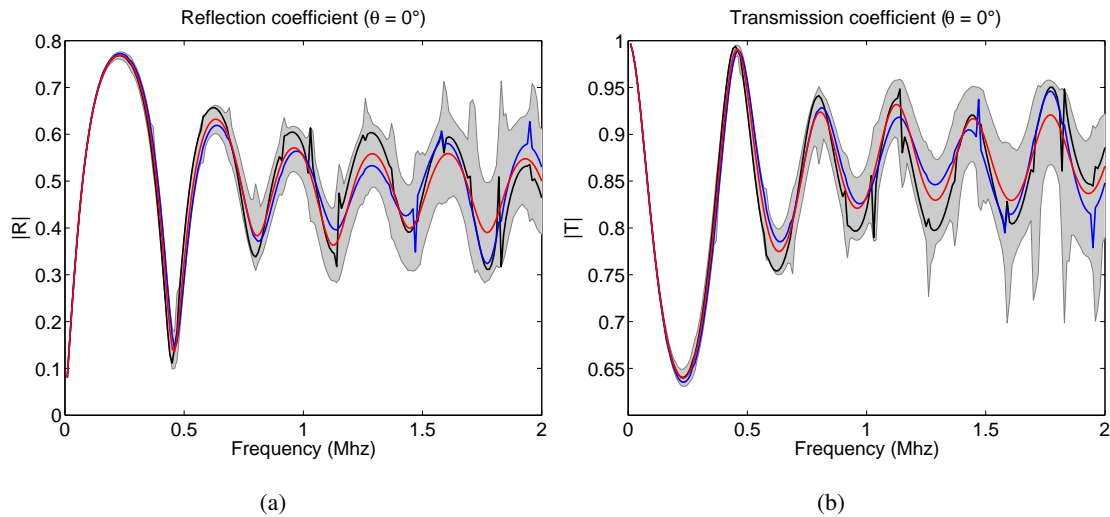 Reflection coefficient (θ = 0°)
0.8
0.7
0.6
0.5
0.4
0.3
0.2
0.1
0
|R|
0 0.5 1 1.5 2
Frequency (Mhz)
(a)
Transmission coefficient (θ = 0°)
1
0.95
0.9
0.85
0.8
0.75
0.7
0.65
|T|
0 0.5 1 1.5 2
Frequency (Mhz)
(b)